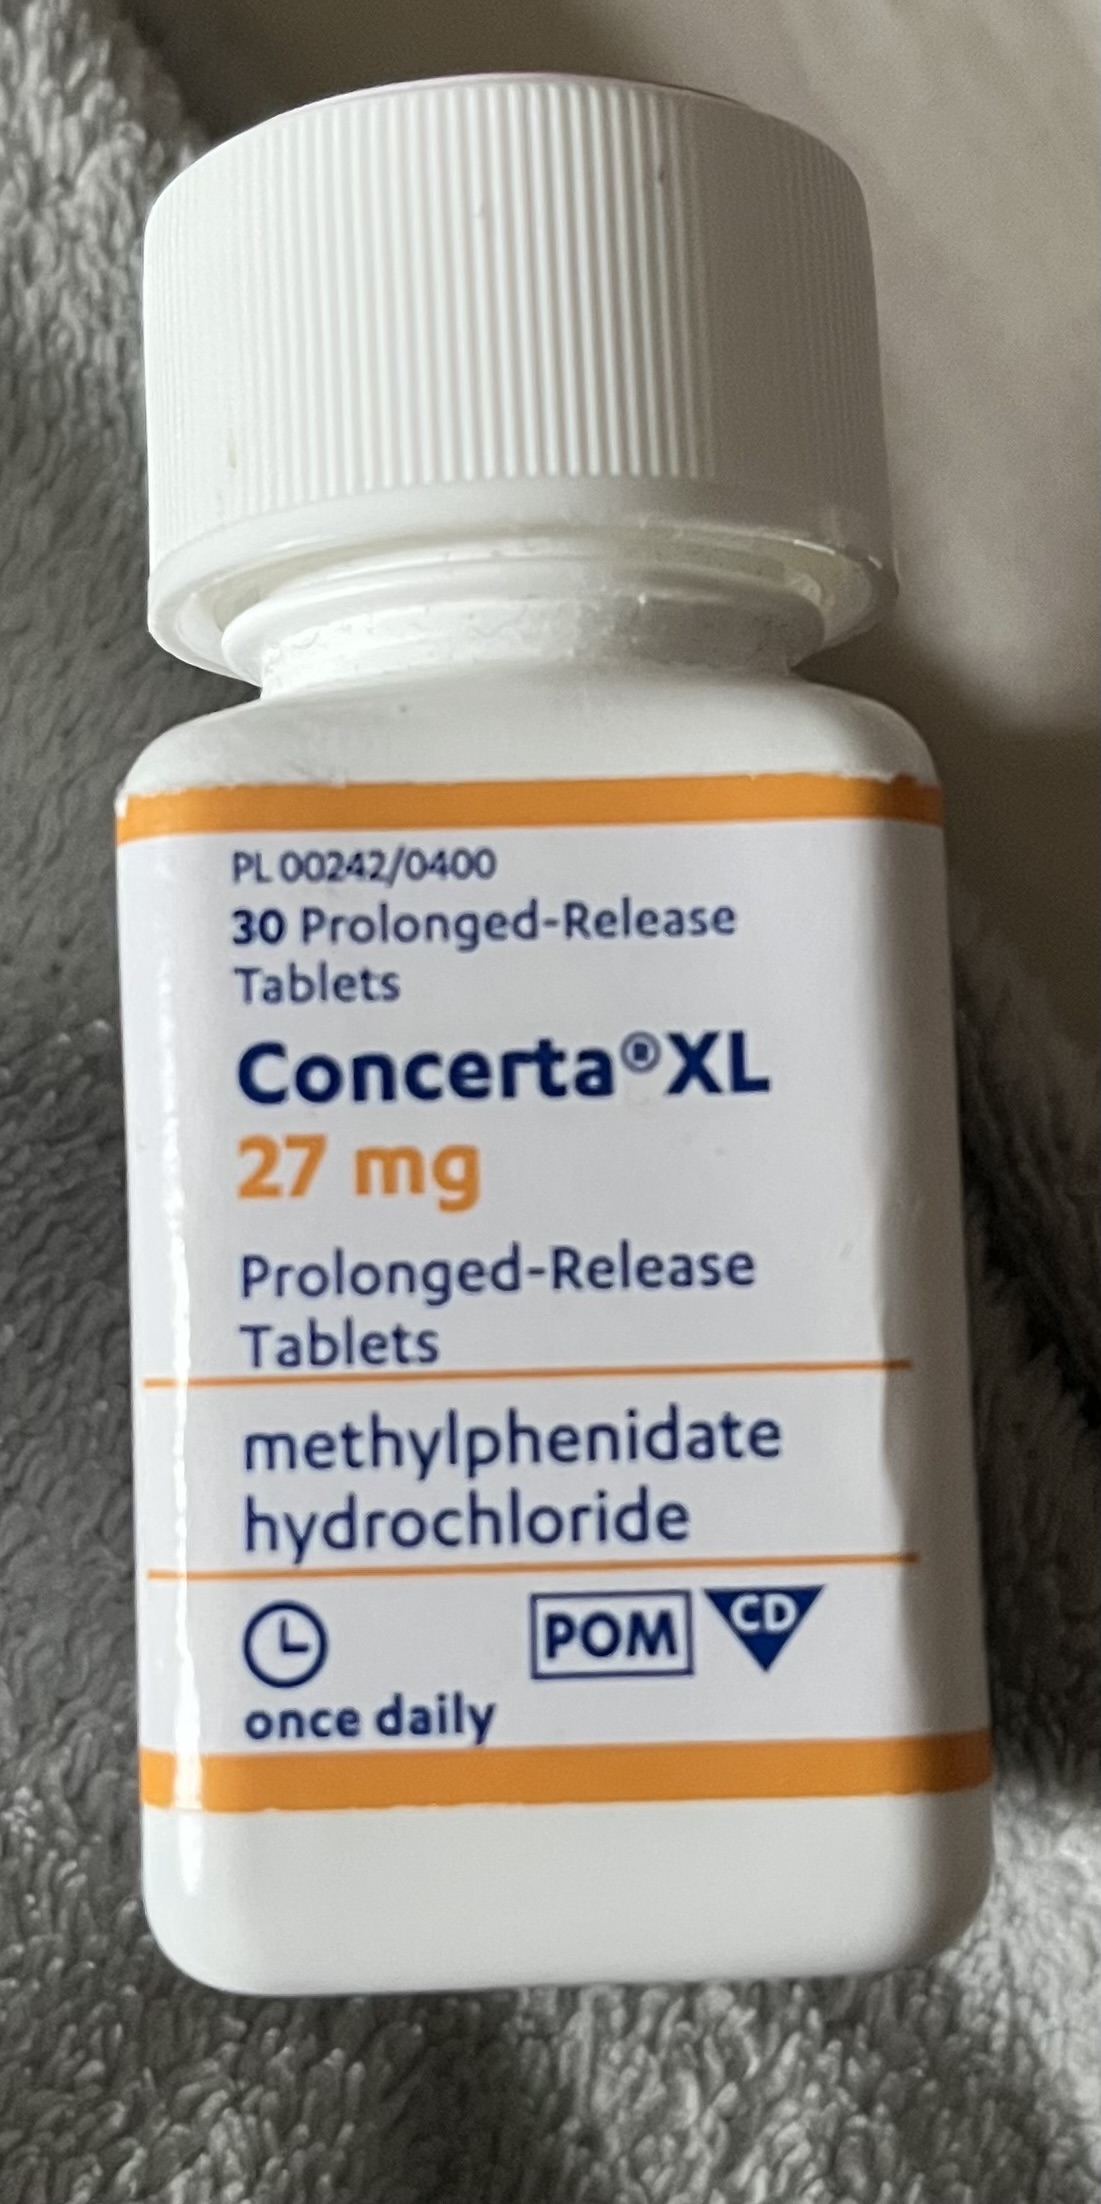 PL 00242/0400
30 Prolonged-Release
Tablets
Concerta®XL
27 mg
Prolonged-Release
Tablets
methylphenidate
hydrochloride
POM CD
once daily